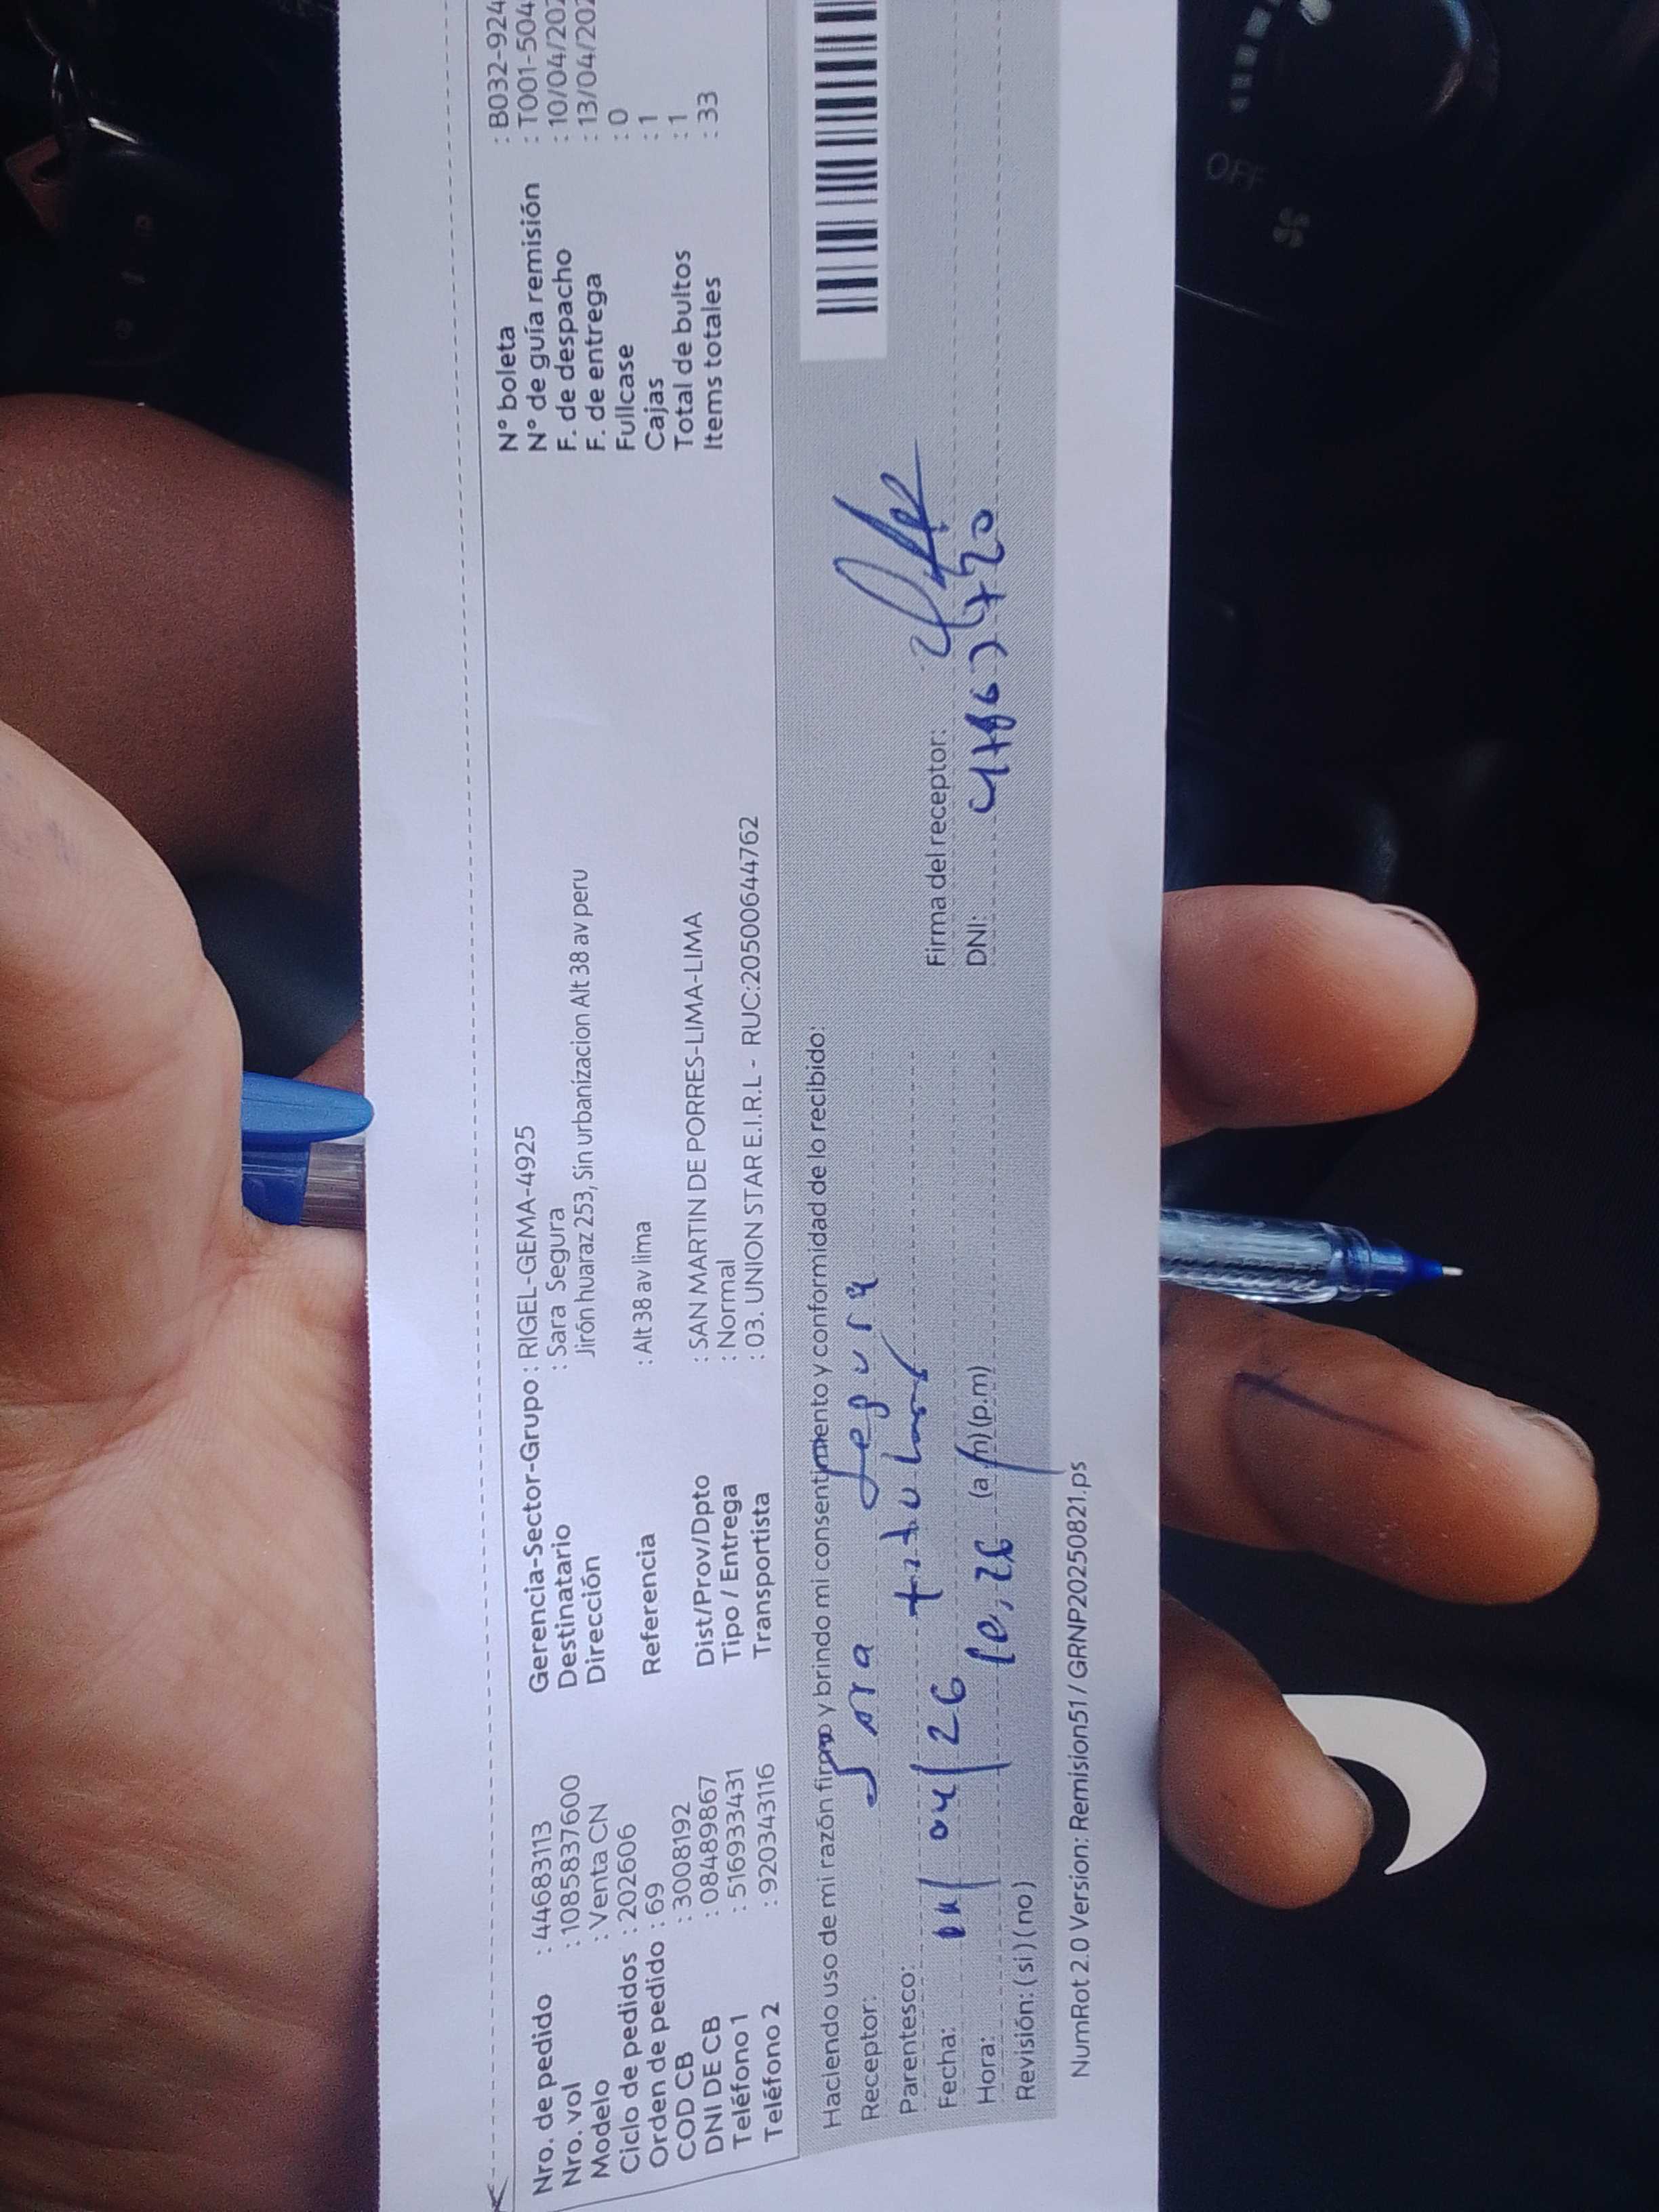 Nro. de pedido : 44683113
Nro. vol : 1085837600
Modelo : Venta CN
Ciclo de pedidos : 202606
Orden de pedido : 69
COD CB : 3008192
DNI DE CB : 08489867
Teléfono 1 : 516933431
Teléfono 2 : 920343116
Gerencia-Sector-Grupo : RIGEL-GEMA-4925
Destinatario : Sara Segura
Dirección Jirón huaraz 253, Sin urbanizacion Alt 38 av peru
Referencia : Alt 38 av lima
Dist/Prov/Dpto : SAN MARTIN DE PORRES-LIMA-LIMA
Tipo / Entrega : Normal
Transportista : 03. UNION STAR E.I.R.L - RUC:20500644762
N° boleta : B032-924
N° de guía remisión : T001-504
F. de despacho : 10/04/202
F. de entrega : 13/04/202
Fullcase : 0
Cajas : 1
Total de bultos : 1
Items totales : 33
Haciendo uso de mi razón firmo y brindo mi consentimiento y conformidad de lo recibido:
Receptor: Sara Segura
Parentesco: titular
Fecha: 04/26
Hora: 10:26 (a.m)(p.m)
Revisión: (si) (no)
Firma del receptor:
DNI:
NumRot 2.0 Version: Remision51 / GRNP20250821.ps
OFF